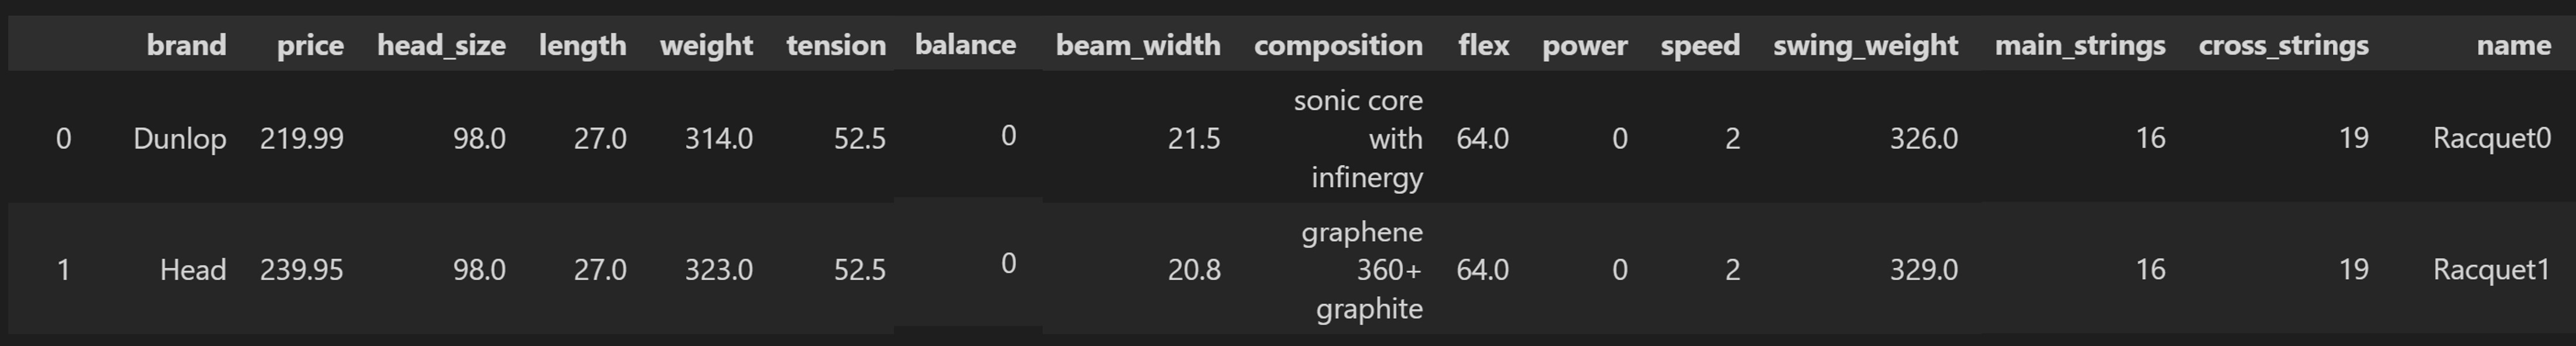 brand price head_size length weight tension balance beam_width composition flex power speed swing_weight main_strings cross_strings name
0 Dunlop 219.99 98.0 27.0 314.0 52.5 0 21.5 sonic core with infinergy 64.0 0 2 326.0 16 19 Racquet0
1 Head 239.95 98.0 27.0 323.0 52.5 0 20.8 graphene 360+ graphite 64.0 0 2 329.0 16 19 Racquet1